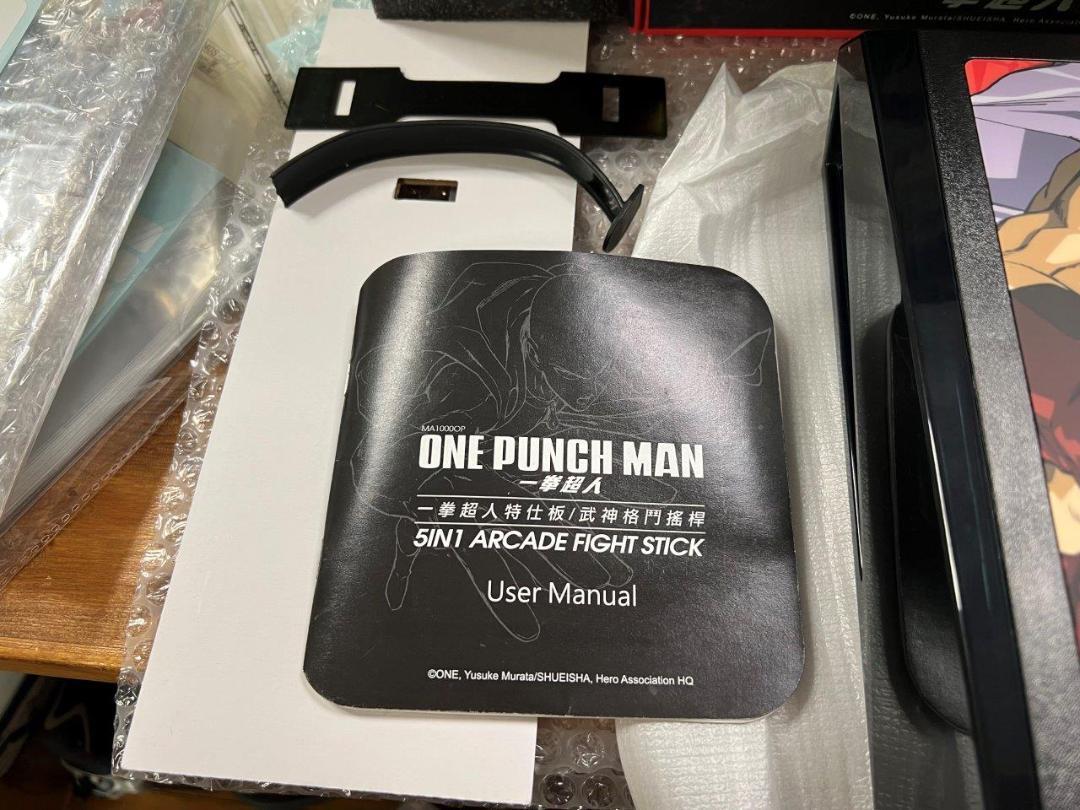 ©ONE, Yusuke Murata/SHUEISHA, Hero Associa
MA1000OP
ONE PUNCH MAN
一拳超人
一拳超人特仕板/武神格鬥搖桿
5IN1 ARCADE FIGHT STICK
User Manual
©ONE, Yusuke Murata/SHUEISHA, Hero Association HQ